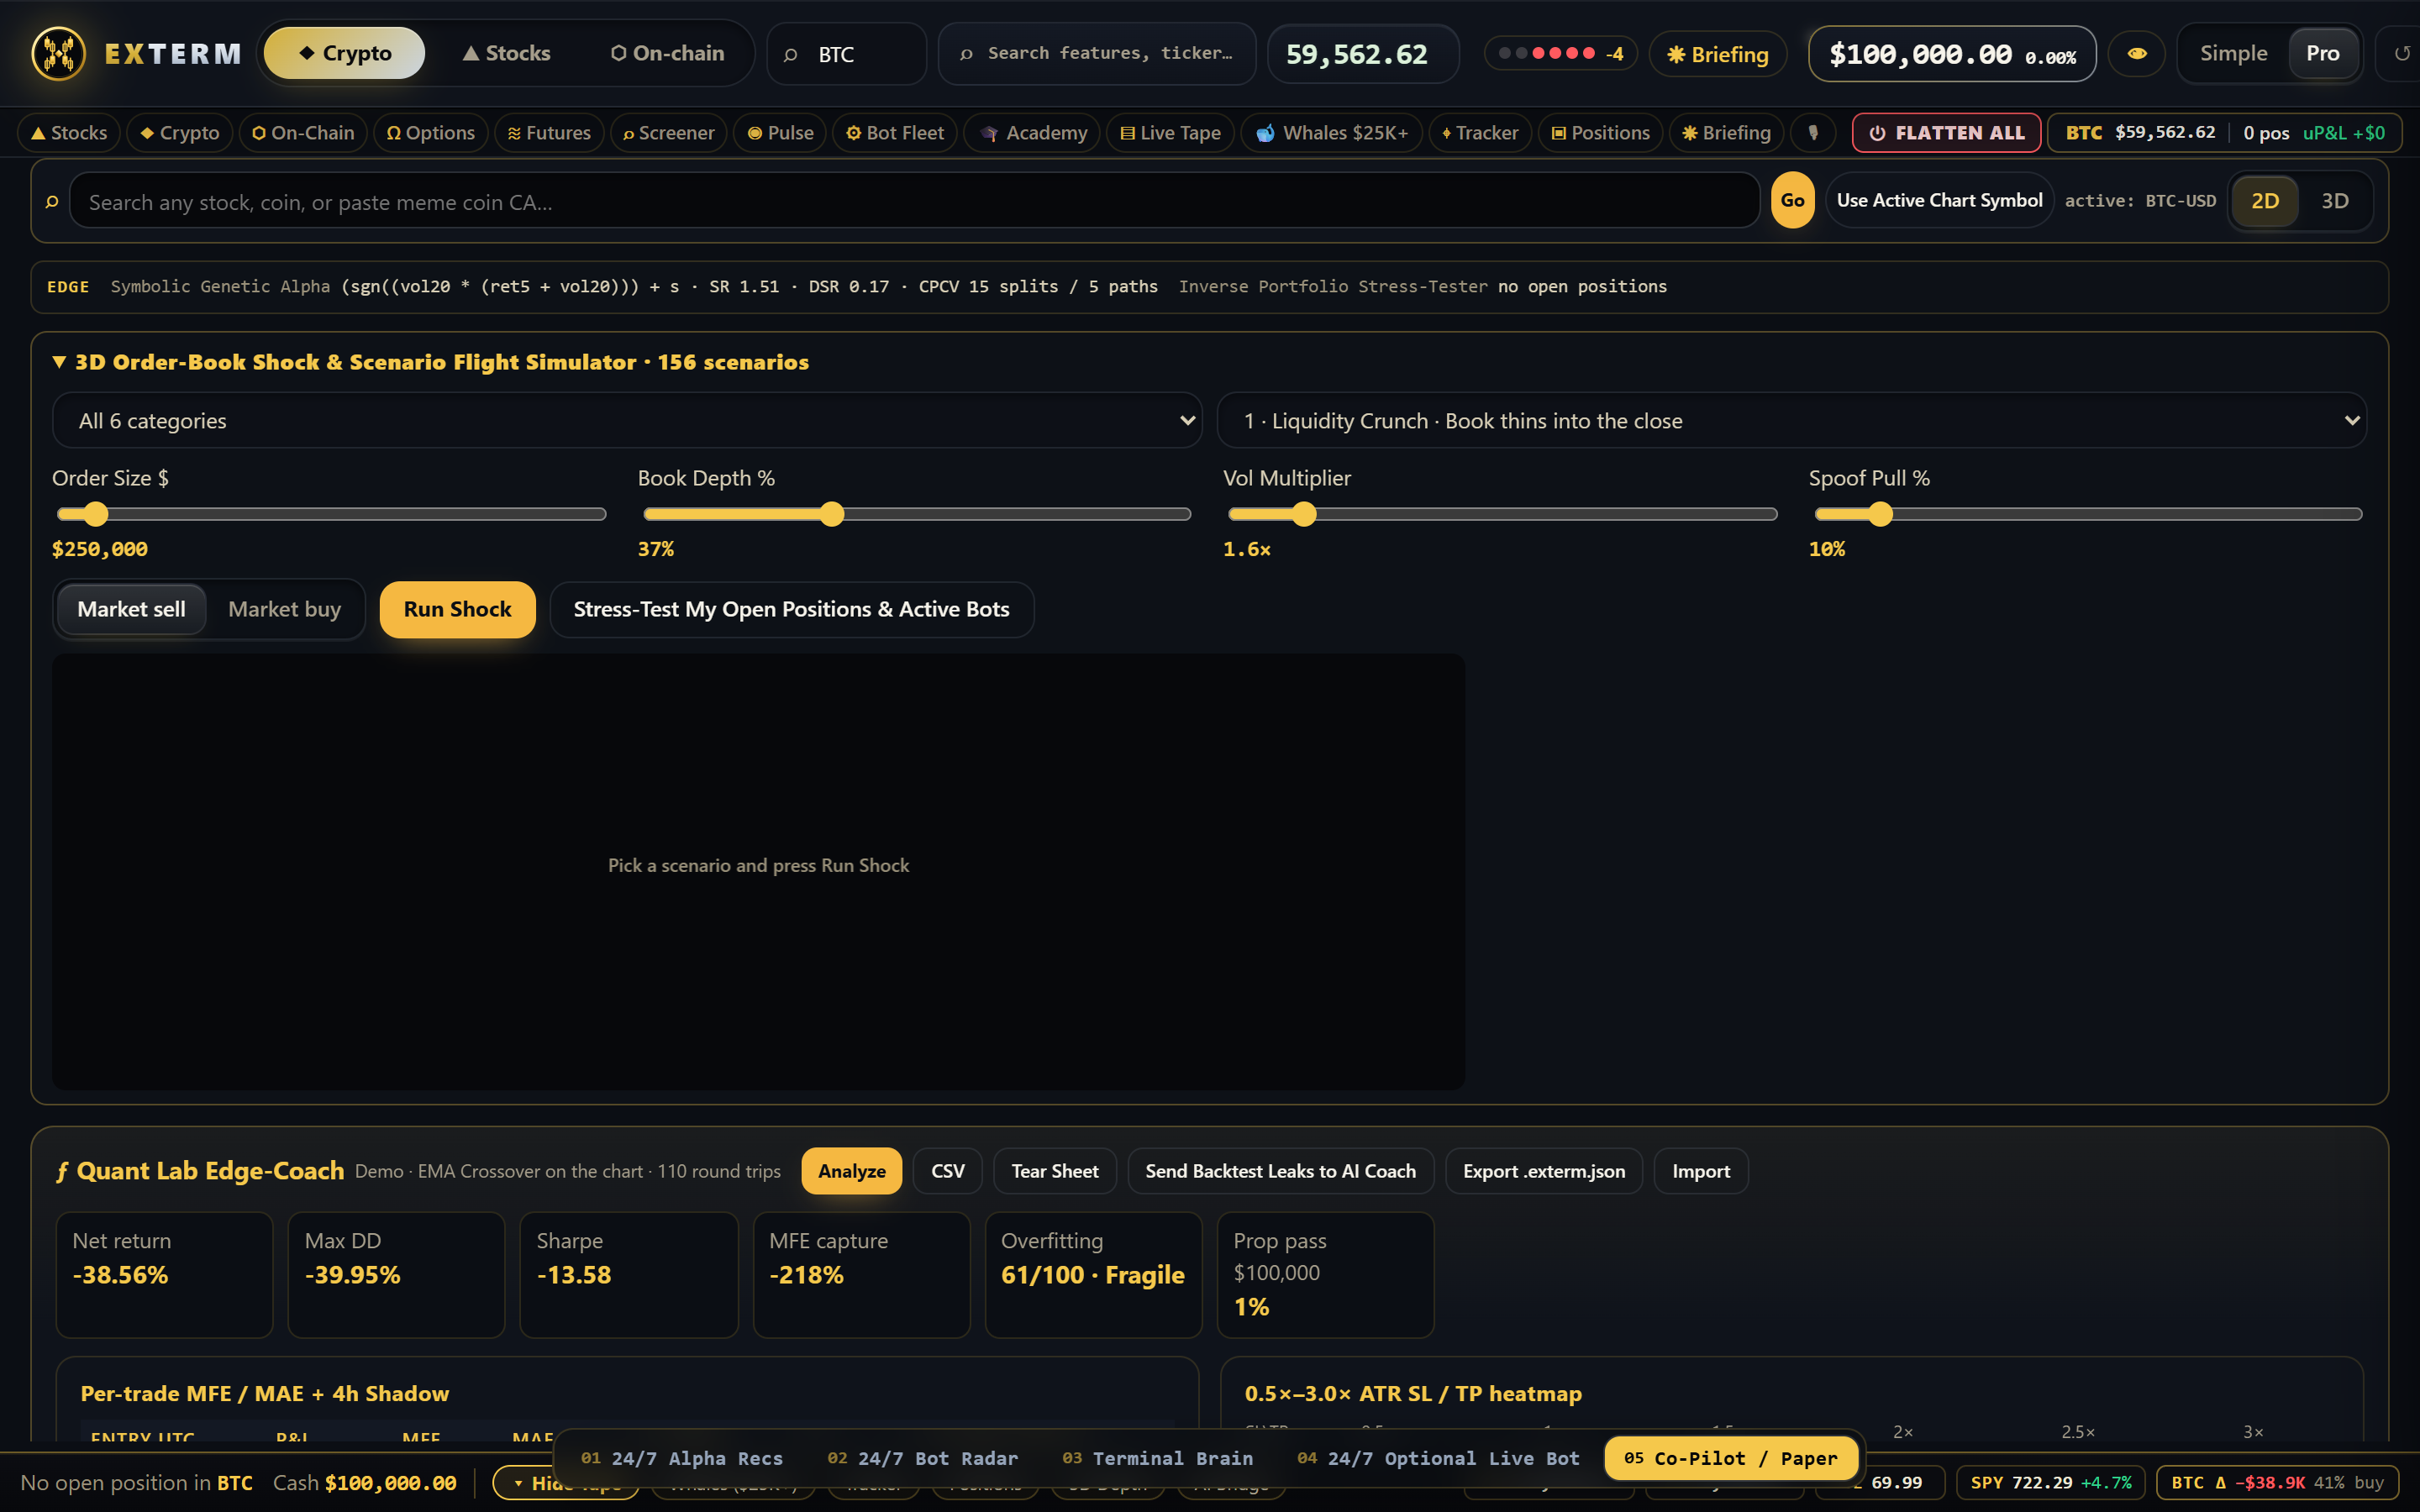 EXTERM
Crypto
Stocks
On-chain
BTC
Search features, ticker…
59,562.62
-4
Briefing
$100,000.00 0.00%
Simple
Pro
Stocks
Crypto
On-Chain
Options
Futures
Screener
Pulse
Bot Fleet
Academy
Live Tape
Whales $25K+
Tracker
Positions
Briefing
FLATTEN ALL
BTC $59,562.62 0 pos uP&L +$0
Search any stock, coin, or paste meme coin CA...
Go
Use Active Chart Symbol
active: BTC-USD
2D
3D
EDGE Symbolic Genetic Alpha (sgn((vol20 * (ret5 + vol20))) + s · SR 1.51 · DSR 0.17 · CPCV 15 splits / 5 paths Inverse Portfolio Stress-Tester no open positions
▼ 3D Order-Book Shock & Scenario Flight Simulator · 156 scenarios
All 6 categories
1 · Liquidity Crunch · Book thins into the close
Order Size $
Book Depth %
Vol Multiplier
Spoof Pull %
$250,000
37%
1.6×
10%
Market sell
Market buy
Run Shock
Stress-Test My Open Positions & Active Bots
Pick a scenario and press Run Shock
ƒ Quant Lab Edge-Coach Demo · EMA Crossover on the chart · 110 round trips
Analyze
CSV
Tear Sheet
Send Backtest Leaks to AI Coach
Export .exterm.json
Import
Net return
-38.56%
Max DD
-39.95%
Sharpe
-13.58
MFE capture
-218%
Overfitting
61/100 · Fragile
Prop pass
$100,000
1%
Per-trade MFE / MAE + 4h Shadow
ENTRY UTC P&L MFE MAE
0.5×–3.0× ATR SL / TP heatmap
2× 2.5× 3×
01 24/7 Alpha Recs
02 24/7 Bot Radar
03 Terminal Brain
04 24/7 Optional Live Bot
05 Co-Pilot / Paper
No open position in BTC Cash $100,000.00
69.99
SPY 722.29 +4.7%
BTC Δ −$38.9K 41% buy